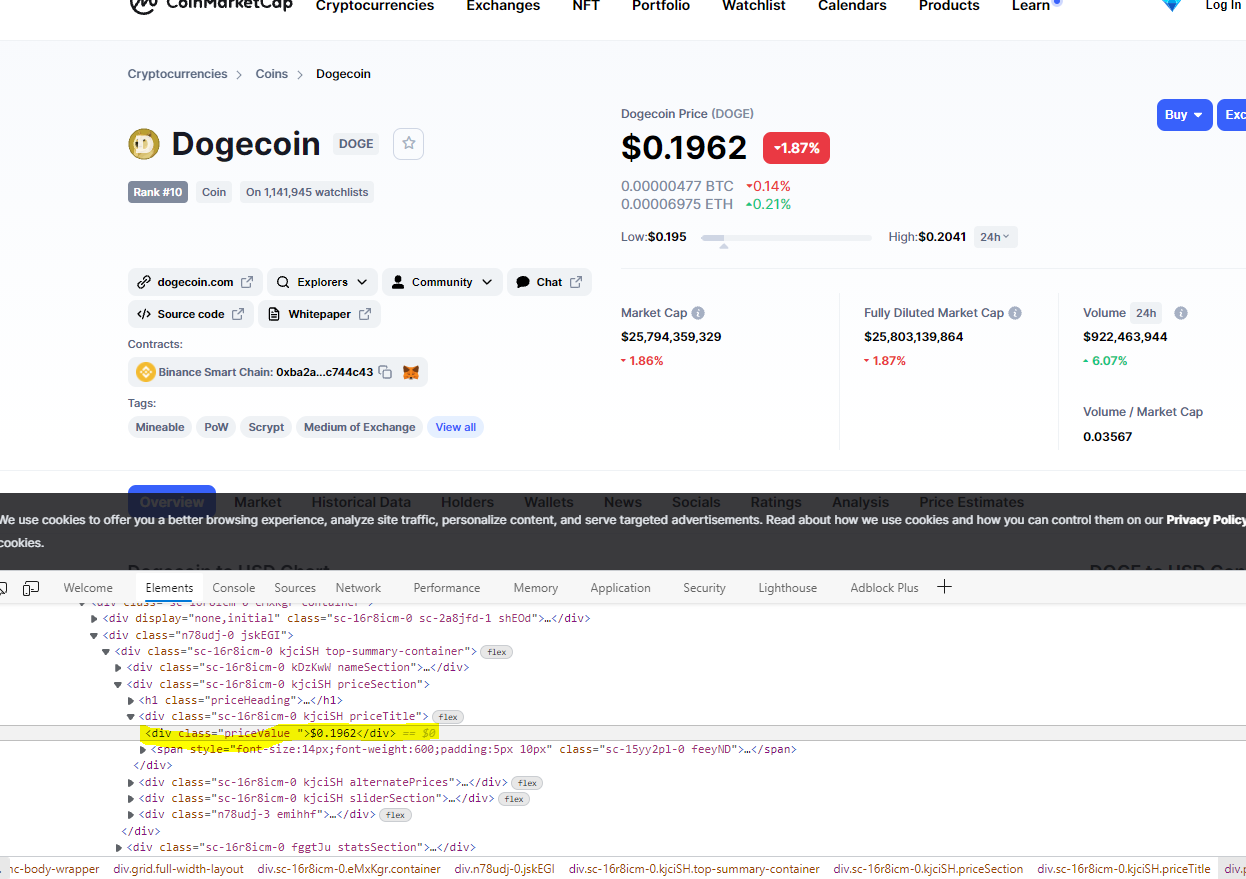 CoinMarketCap Cryptocurrencies Exchanges NFT Portfolio Watchlist Calendars Products Learn Log In
Cryptocurrencies > Coins > Dogecoin
Dogecoin DOGE
Rank #10 Coin On 1,141,945 watchlists
Dogecoin Price (DOGE)
$0.1962 1.87%
0.00000477 BTC 0.14%
0.00006975 ETH 0.21%
Low:$0.195 High:$0.2041 24h
Buy Exc
dogecoin.com Explorers Community Chat
Source code Whitepaper
Contracts:
Binance Smart Chain: 0xba2a...c744c43
Tags:
Mineable PoW Scrypt Medium of Exchange View all
Market Cap
$25,794,359,329
1.86%
Fully Diluted Market Cap
$25,803,139,864
1.87%
Volume 24h
$922,463,944
6.07%
Volume / Market Cap
0.03567
Overview Market Historical Data Holders Wallets News Socials Ratings Analysis Price Estimates
We use cookies to offer you a better browsing experience, analyze site traffic, personalize content, and serve targeted advertisements. Read about how we use cookies and how you can control them on our Privacy Policy
cookies.
Dogecoin to USD Chart DOGE to USD Con
Welcome Elements Console Sources Network Performance Memory Application Security Lighthouse Adblock Plus
<div class="sc-16r8icm-0 eMxKgr container">
<div display="none,initial" class="sc-16r8icm-0 sc-2a8jfd-1 shEOd">…</div>
<div class="n78udj-0 jskEGI">
<div class="sc-16r8icm-0 kjciSH top-summary-container"> flex
<div class="sc-16r8icm-0 kDzKwW nameSection">…</div>
<div class="sc-16r8icm-0 kjciSH priceSection">
<h1 class="priceHeading">…</h1>
<div class="sc-16r8icm-0 kjciSH priceTitle"> flex
<div class="priceValue ">$0.1962</div> == $0
<span style="font-size:14px;font-weight:600;padding:5px 10px" class="sc-15yy2pl-0 feeyND">…</span>
</div>
<div class="sc-16r8icm-0 kjciSH alternatePrices">…</div> flex
<div class="sc-16r8icm-0 kjciSH sliderSection">…</div> flex
<div class="n78udj-3 emihhf">…</div> flex
</div>
<div class="sc-16r8icm-0 fggtJu statsSection">…</div>
nc-body-wrapper div.grid.full-width-layout div.sc-16r8icm-0.eMxKgr.container div.n78udj-0.jskEGI div.sc-16r8icm-0.kjciSH.top-summary-container div.sc-16r8icm-0.kjciSH.priceSection div.sc-16r8icm-0.kjciSH.priceTitle div.p